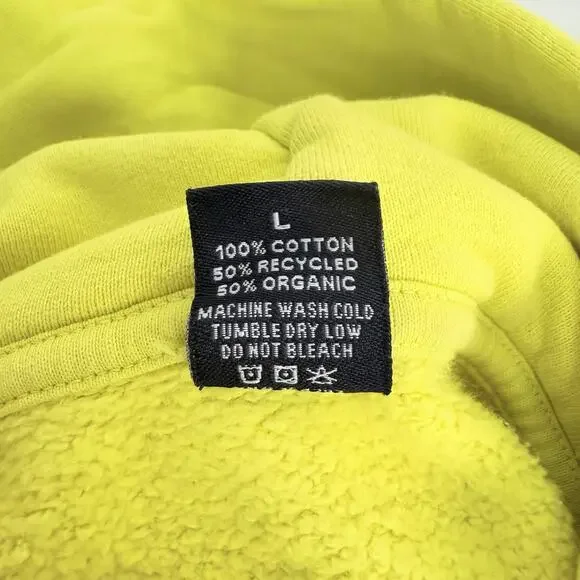 L
100% COTTON
50% RECYCLED
50% ORGANIC
MACHINE WASH COLD
TUMBLE DRY LOW
DO NOT BLEACH